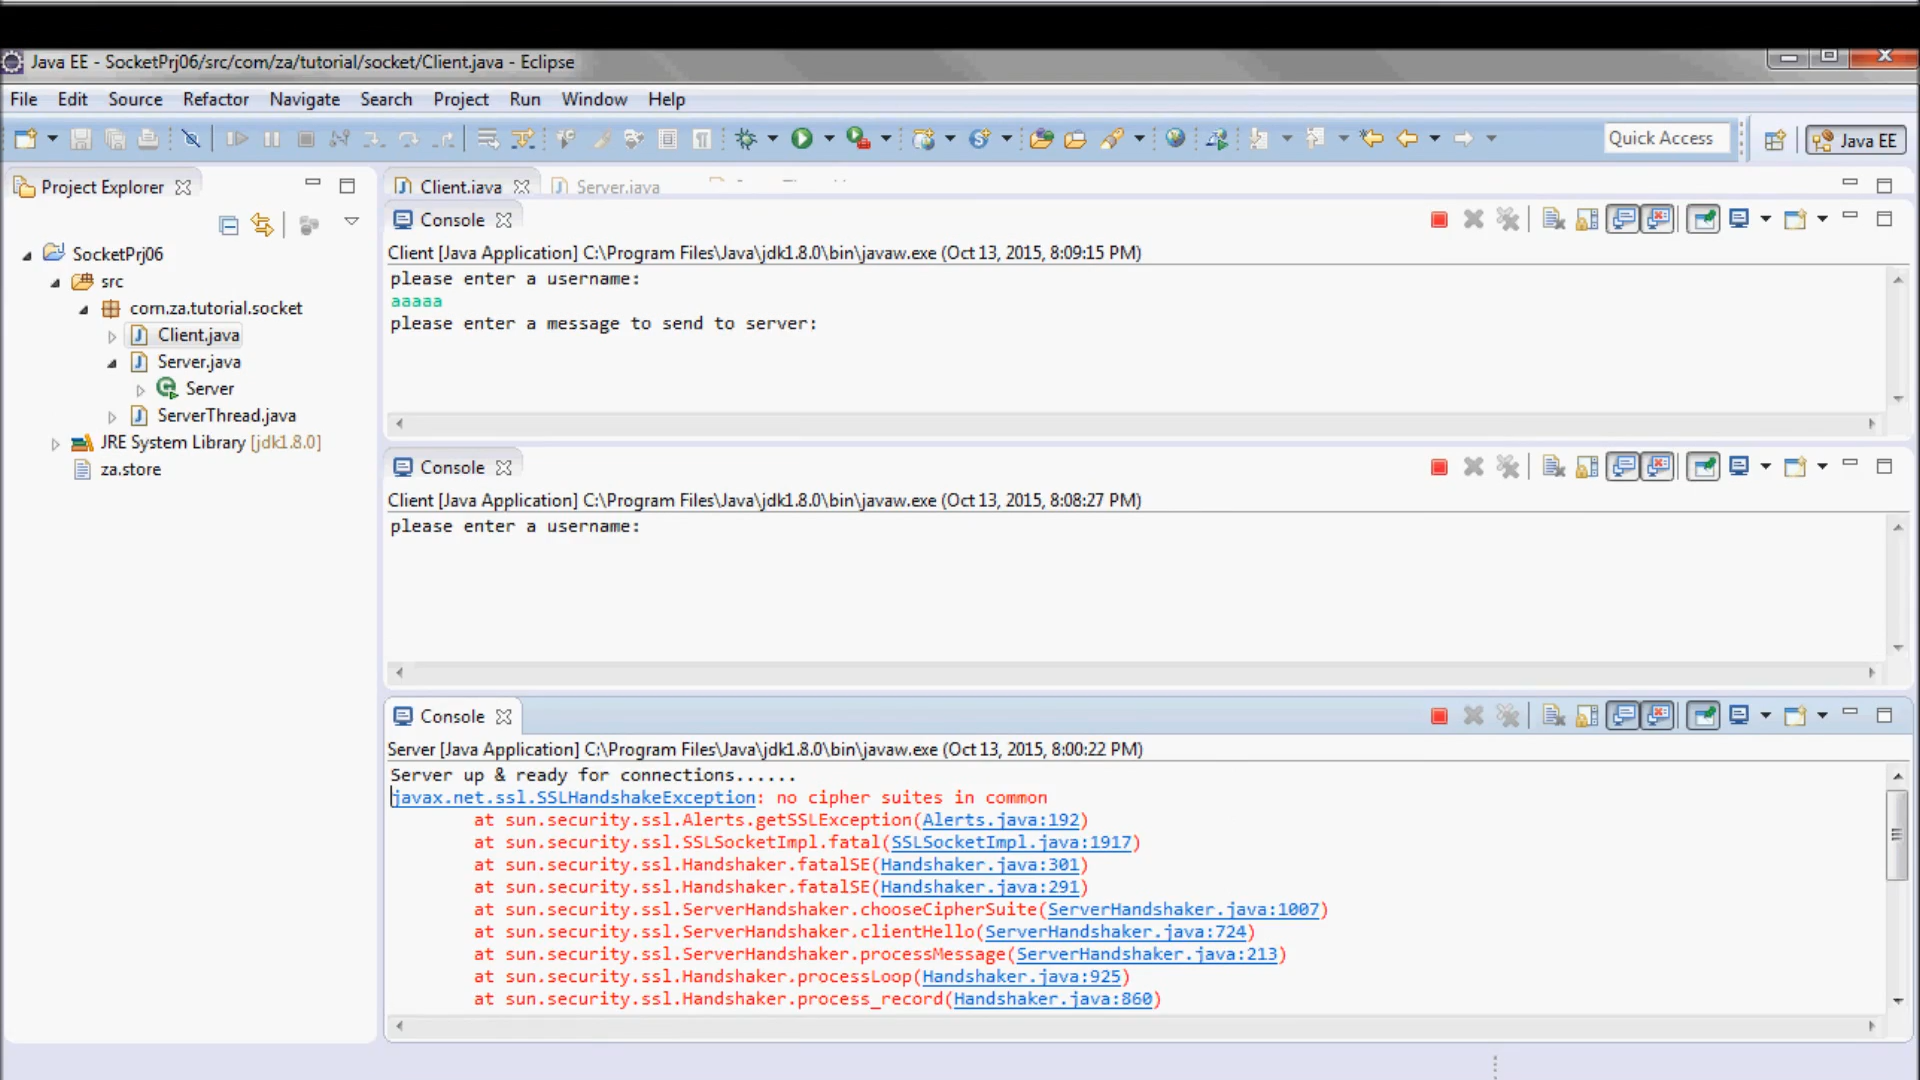 Java EE - SocketPrj06/src/com/za/tutorial/socket/Client.java - Eclipse
File Edit Source Refactor Navigate Search Project Run Window Help
Quick Access Java EE
Project Explorer
SocketPrj06
src
com.za.tutorial.socket
Client.java
Server.java
Server
ServerThread.java
JRE System Library [jdk1.8.0]
za.store
Client.java Server.java
Console
Client [Java Application] C:\Program Files\Java\jdk1.8.0\bin\javaw.exe (Oct 13, 2015, 8:09:15 PM)
please enter a username:
aaaaa
please enter a message to send to server:
Console
Client [Java Application] C:\Program Files\Java\jdk1.8.0\bin\javaw.exe (Oct 13, 2015, 8:08:27 PM)
please enter a username:
Console
Server [Java Application] C:\Program Files\Java\jdk1.8.0\bin\javaw.exe (Oct 13, 2015, 8:00:22 PM)
Server up & ready for connections......
javax.net.ssl.SSLHandshakeException: no cipher suites in common
at sun.security.ssl.Alerts.getSSLException(Alerts.java:192)
at sun.security.ssl.SSLSocketImpl.fatal(SSLSocketImpl.java:1917)
at sun.security.ssl.Handshaker.fatalSE(Handshaker.java:301)
at sun.security.ssl.Handshaker.fatalSE(Handshaker.java:291)
at sun.security.ssl.ServerHandshaker.chooseCipherSuite(ServerHandshaker.java:1007)
at sun.security.ssl.ServerHandshaker.clientHello(ServerHandshaker.java:724)
at sun.security.ssl.ServerHandshaker.processMessage(ServerHandshaker.java:213)
at sun.security.ssl.Handshaker.processLoop(Handshaker.java:925)
at sun.security.ssl.Handshaker.process_record(Handshaker.java:860)